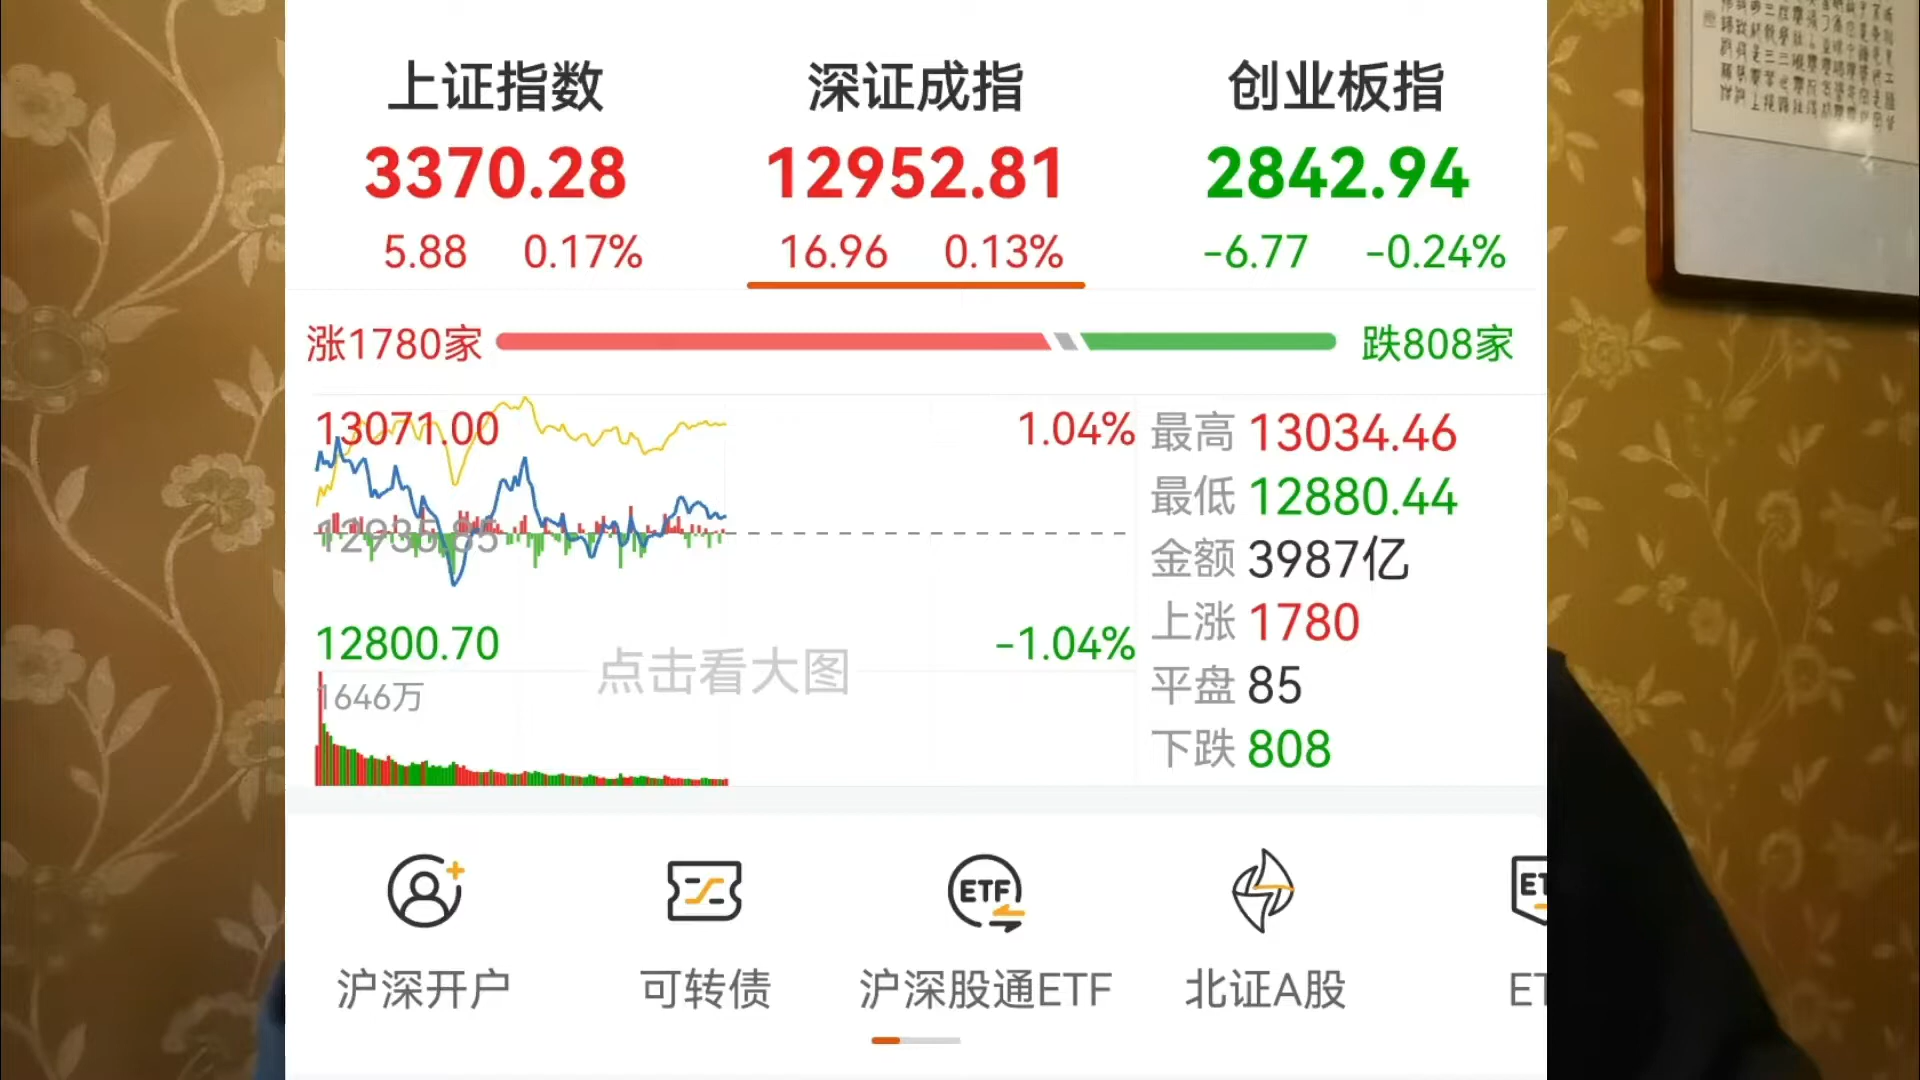 上证指数 深证成指 创业板指
3370.28 12952.81 2842.94
5.88 0.17% 16.96 0.13% -6.77 -0.24%
涨1780家 跌808家
13071.00 1.04%
12935.85
12800.70 -1.04%
点击看大图
1646万
最高 13034.46
最低 12880.44
金额 3987亿
上涨 1780
平盘 85
下跌 808
ETF
沪深开户 可转债 沪深股通ETF 北证A股